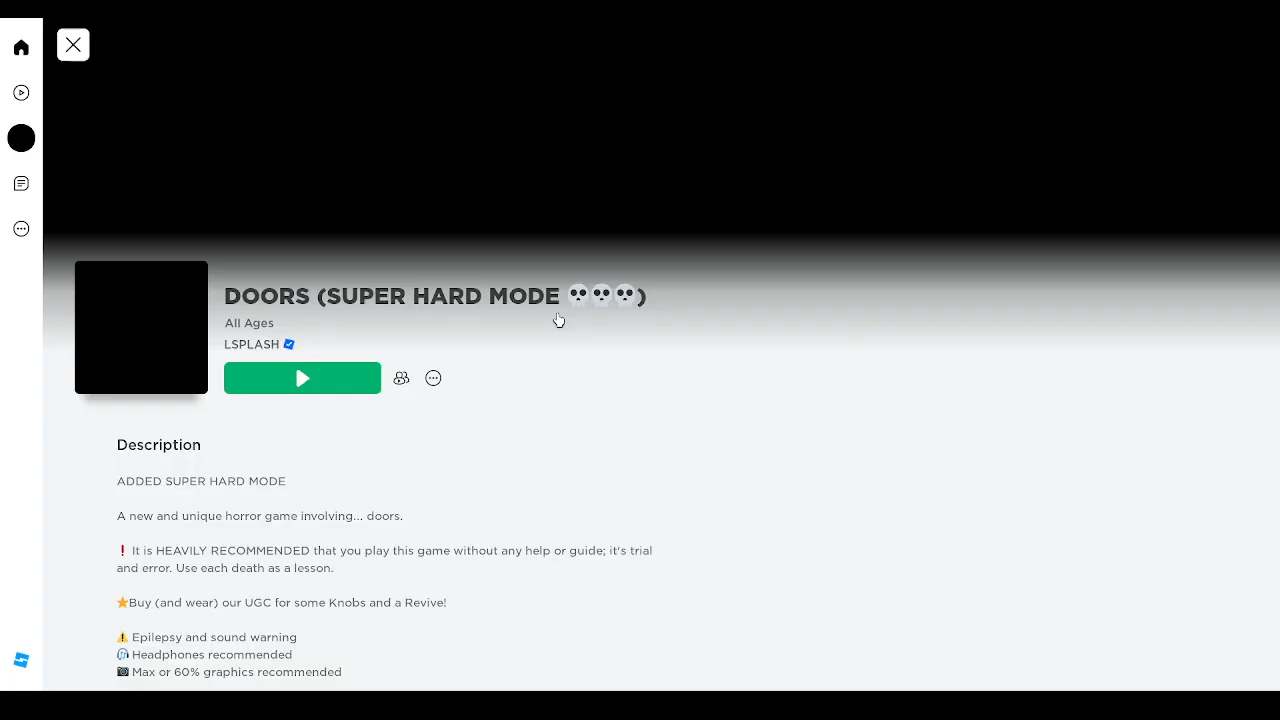 DOORS (SUPER HARD MODE 💀💀💀)
All Ages
LSPLASH
Description
ADDED SUPER HARD MODE
A new and unique horror game involving... doors.
❗ It is HEAVILY RECOMMENDED that you play this game without any help or guide; it's trial
and error. Use each death as a lesson.
⭐Buy (and wear) our UGC for some Knobs and a Revive!
⚠️ Epilepsy and sound warning
🎧 Headphones recommended
📷 Max or 60% graphics recommended